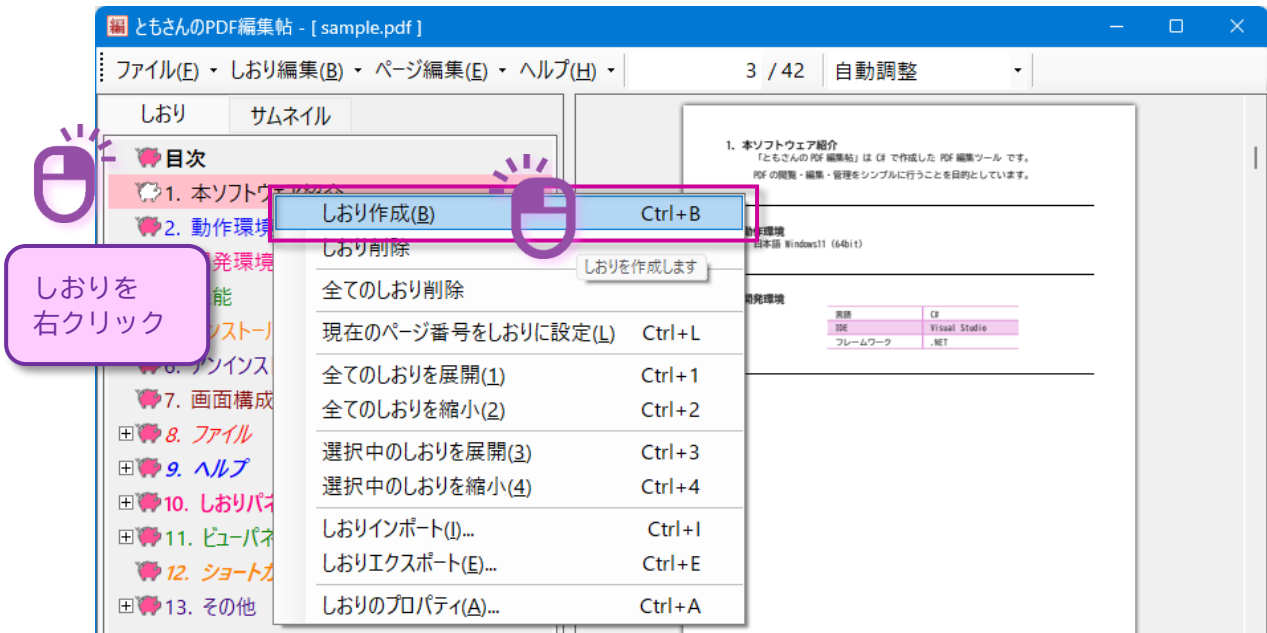 編 ともさんのPDF編集帖 - [ sample.pdf ]
ファイル(F) しおり編集(B) ページ編集(E) ヘルプ(H) 3 / 42 自動調整
しおり サムネイル
目次
1. 本ソフトウェア紹介
2. 動作環境
発環境
能
ンストール
6. アンインス
7. 画面構成
8. ファイル
9. ヘルプ
10. しおりパネ
11. ビューパネ
12. ショートカ
13. その他
しおりを
右クリック
しおり作成(B) Ctrl+B
しおり削除
しおりを作成します
全てのしおり削除
現在のページ番号をしおりに設定(L) Ctrl+L
全てのしおりを展開(1) Ctrl+1
全てのしおりを縮小(2) Ctrl+2
選択中のしおりを展開(3) Ctrl+3
選択中のしおりを縮小(4) Ctrl+4
しおりインポート(I)... Ctrl+I
しおりエクスポート(E)... Ctrl+E
しおりのプロパティ(A)... Ctrl+A
1. 本ソフトウェア紹介
「ともさんの PDF 編集帖」は C# で作成した PDF 編集ツール です。
PDF の閲覧・編集・管理をシンプルに行うことを目的としています。
動作環境
日本語 Windows11 (64bit)
開発環境
言語 C#
IDE Visual Studio
フレームワーク .NET